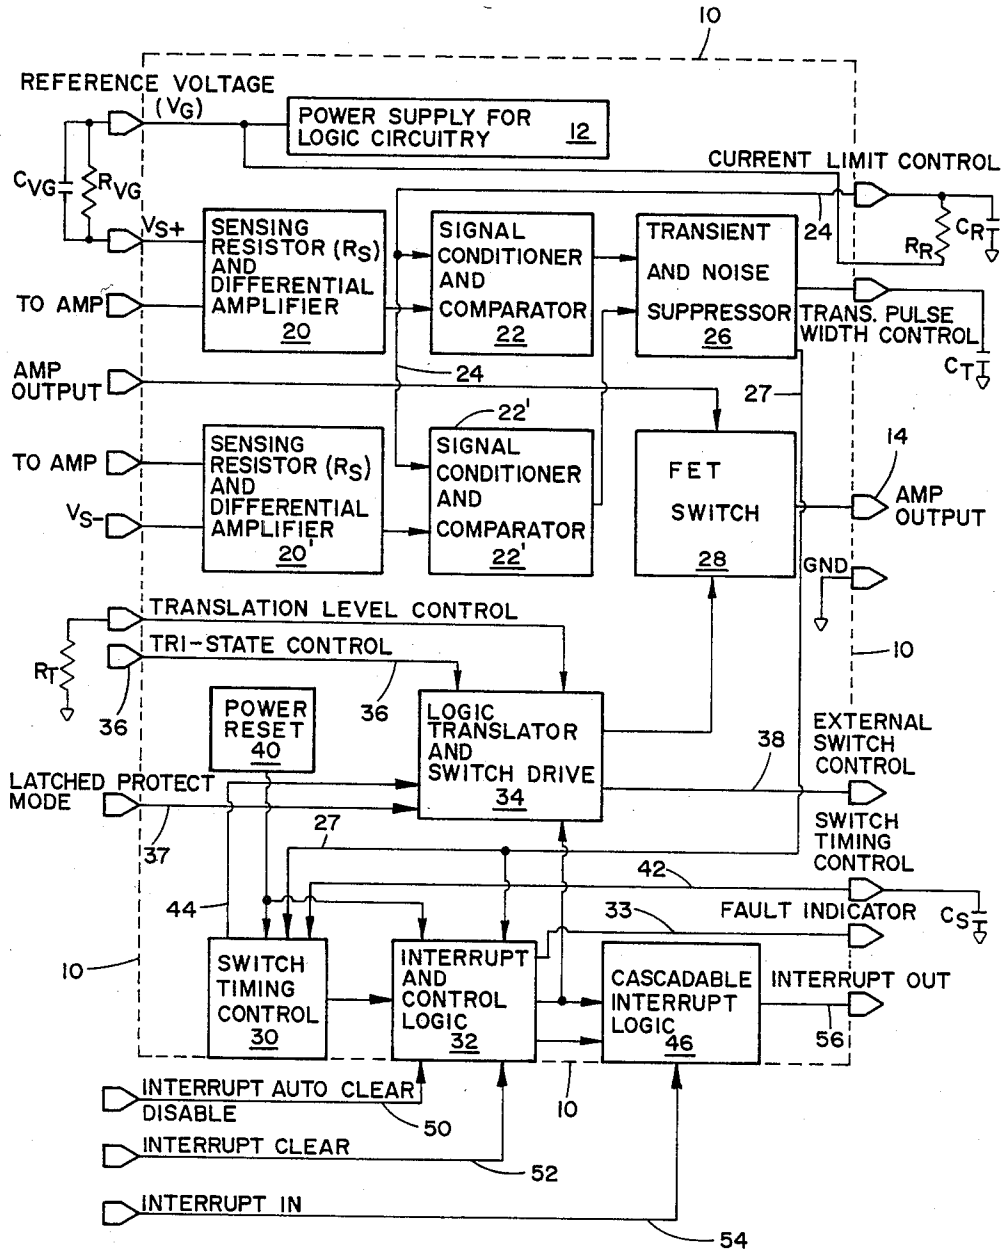 10
REFERENCE VOLTAGE
(VG)
POWER SUPPLY FOR
LOGIC CIRCUITRY
12
CURRENT LIMIT CONTROL
CVG
RVG
VS+
24
RR
CR
SENSING
RESISTOR (RS)
AND
DIFFERENTIAL
AMPLIFIER
20
SIGNAL
CONDITIONER
AND
COMPARATOR
22
TRANSIENT
AND NOISE
SUPPRESSOR
26
TO AMP
TRANS. PULSE
WIDTH CONTROL
CT
AMP
OUTPUT
24
27
22'
SENSING
RESISTOR (RS)
AND
DIFFERENTIAL
AMPLIFIER
20'
SIGNAL
CONDITIONER
AND
COMPARATOR
22'
FET
SWITCH
28
14
AMP
OUTPUT
TO AMP
VS-
GND
TRANSLATION LEVEL CONTROL
TRI-STATE CONTROL
RT
36
36
10
POWER
RESET
40
LOGIC
TRANSLATOR
AND
SWITCH DRIVE
34
38
EXTERNAL
SWITCH
CONTROL
LATCHED PROTECT
MODE
37
27
SWITCH
TIMING
CONTROL
42
44
33
FAULT INDICATOR
CS
10
SWITCH
TIMING
CONTROL
30
INTERRUPT
AND
CONTROL
LOGIC
32
CASCADABLE
INTERRUPT
LOGIC
46
INTERRUPT OUT
56
10
INTERRUPT AUTO CLEAR
DISABLE
50
INTERRUPT CLEAR
52
INTERRUPT IN
54